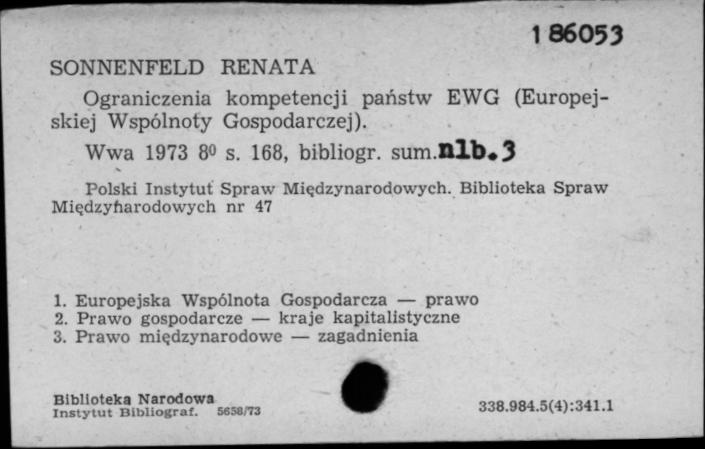 186053
SONNENFELD RENATA
Ograniczenia kompetencji państw EWG (Europej-
skiej Wspólnoty Gospodarczej).
Wwa 1973 8⁰ s. 168, bibliogr. sum. nlb. 3
Polski Instytut Spraw Międzynarodowych. Biblioteka Spraw
Międzynarodowych nr 47
1. Europejska Wspólnota Gospodarcza — prawo
2. Prawo gospodarcze — kraje kapitalistyczne
3. Prawo międzynarodowe — zagadnienia
Biblioteka Narodowa
Instytut Bibliograf. 5658/73
338.984.5(4):341.1